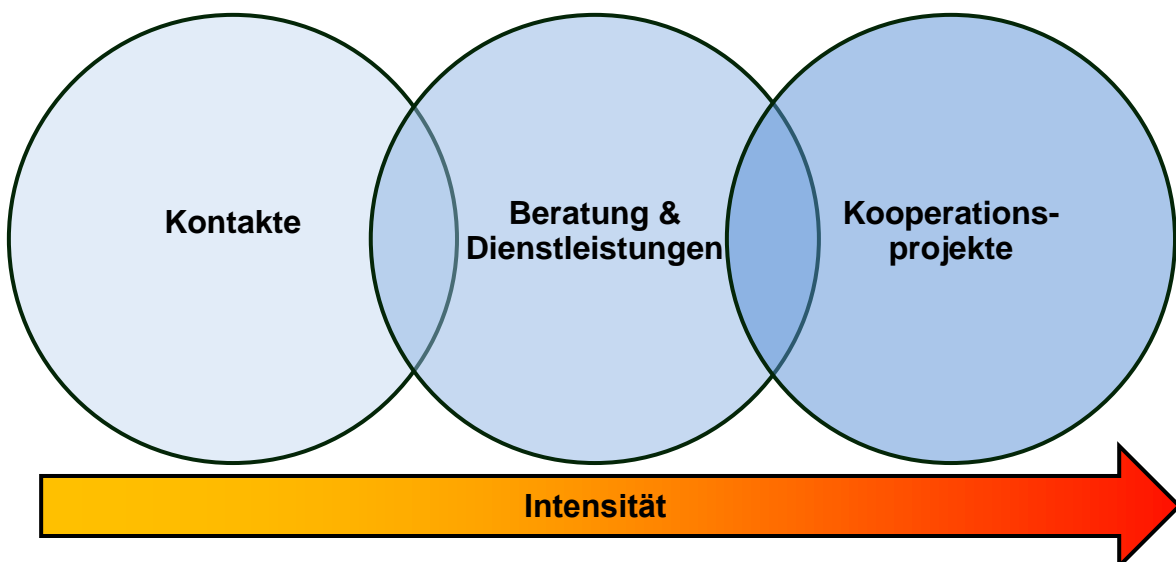 Kontakte
Beratung &
Dienstleistungen
Kooperations-
projekte
Intensität